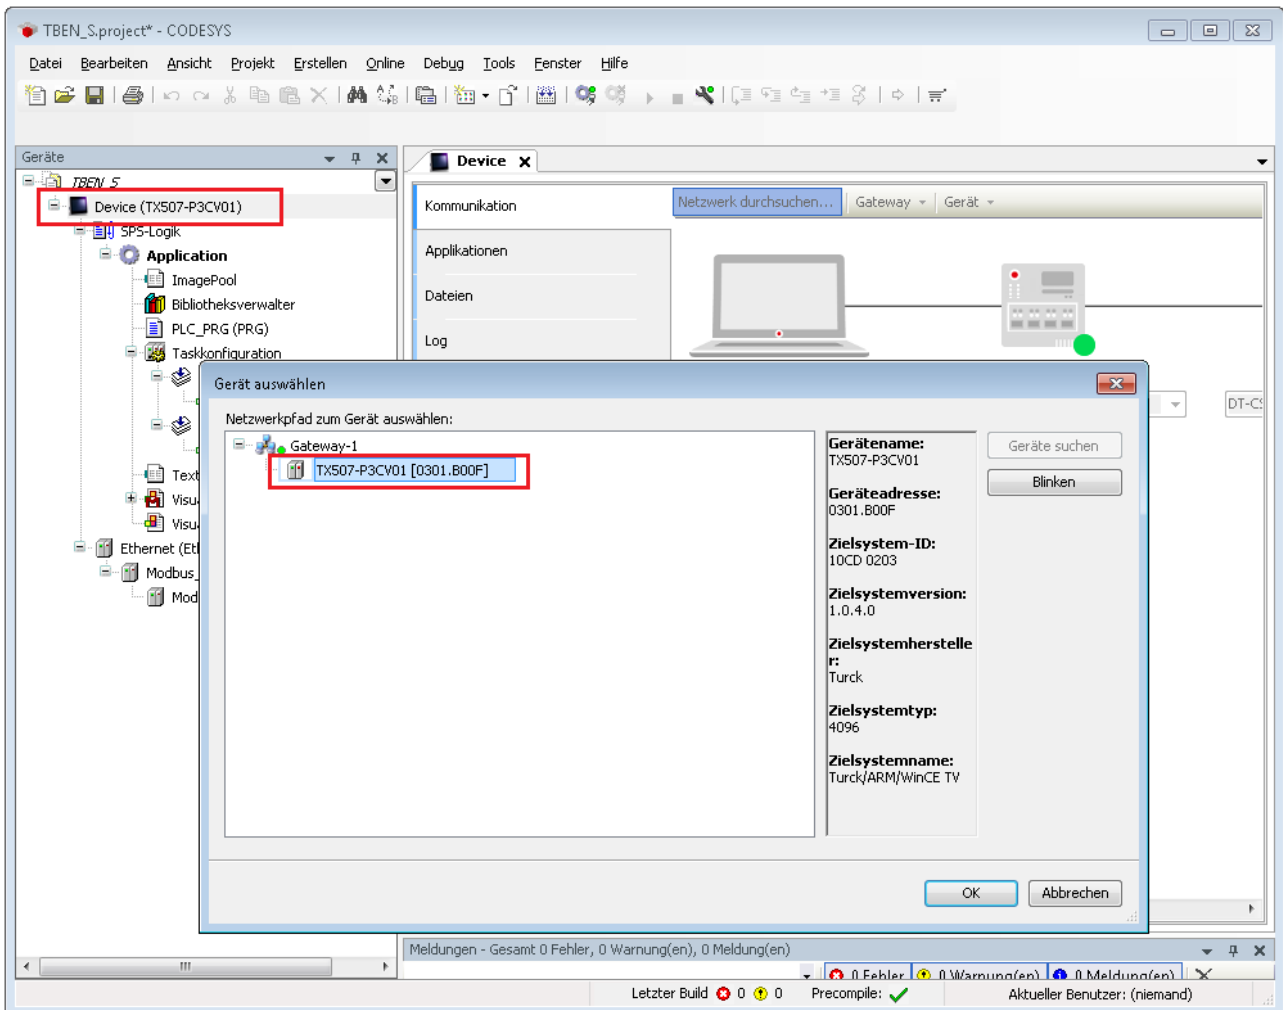 TBEN_S.project* - CODESYS
Datei Bearbeiten Ansicht Projekt Erstellen Online Debug Tools Fenster Hilfe
Geräte
TBEN_S
Device (TX507-P3CV01)
SPS-Logik
Application
ImagePool
Bibliotheksverwalter
PLC_PRG (PRG)
Taskkonfiguration
Text
Visu
Visu
Ethernet (Et
Modbus_
Mod
Device
Kommunikation
Applikationen
Dateien
Log
Netzwerk durchsuchen... Gateway Gerät
DT-C
Gerät auswählen
Netzwerkpfad zum Gerät auswählen:
Gateway-1
TX507-P3CV01 [0301.B00F]
Gerätename:
TX507-P3CV01
Geräteadresse:
0301.B00F
Zielsystem-ID:
10CD 0203
Zielsystemversion:
1.0.4.0
Zielsystemherstelle
r:
Turck
Zielsystemtyp:
4096
Zielsystemname:
Turck/ARM/WinCE TV
Geräte suchen
Blinken
OK Abbrechen
Meldungen - Gesamt 0 Fehler, 0 Warnung(en), 0 Meldung(en)
0 Fehler 0 Warnung(en) 0 Meldung(en)
Letzter Build 0 0 Precompile: Aktueller Benutzer: (niemand)